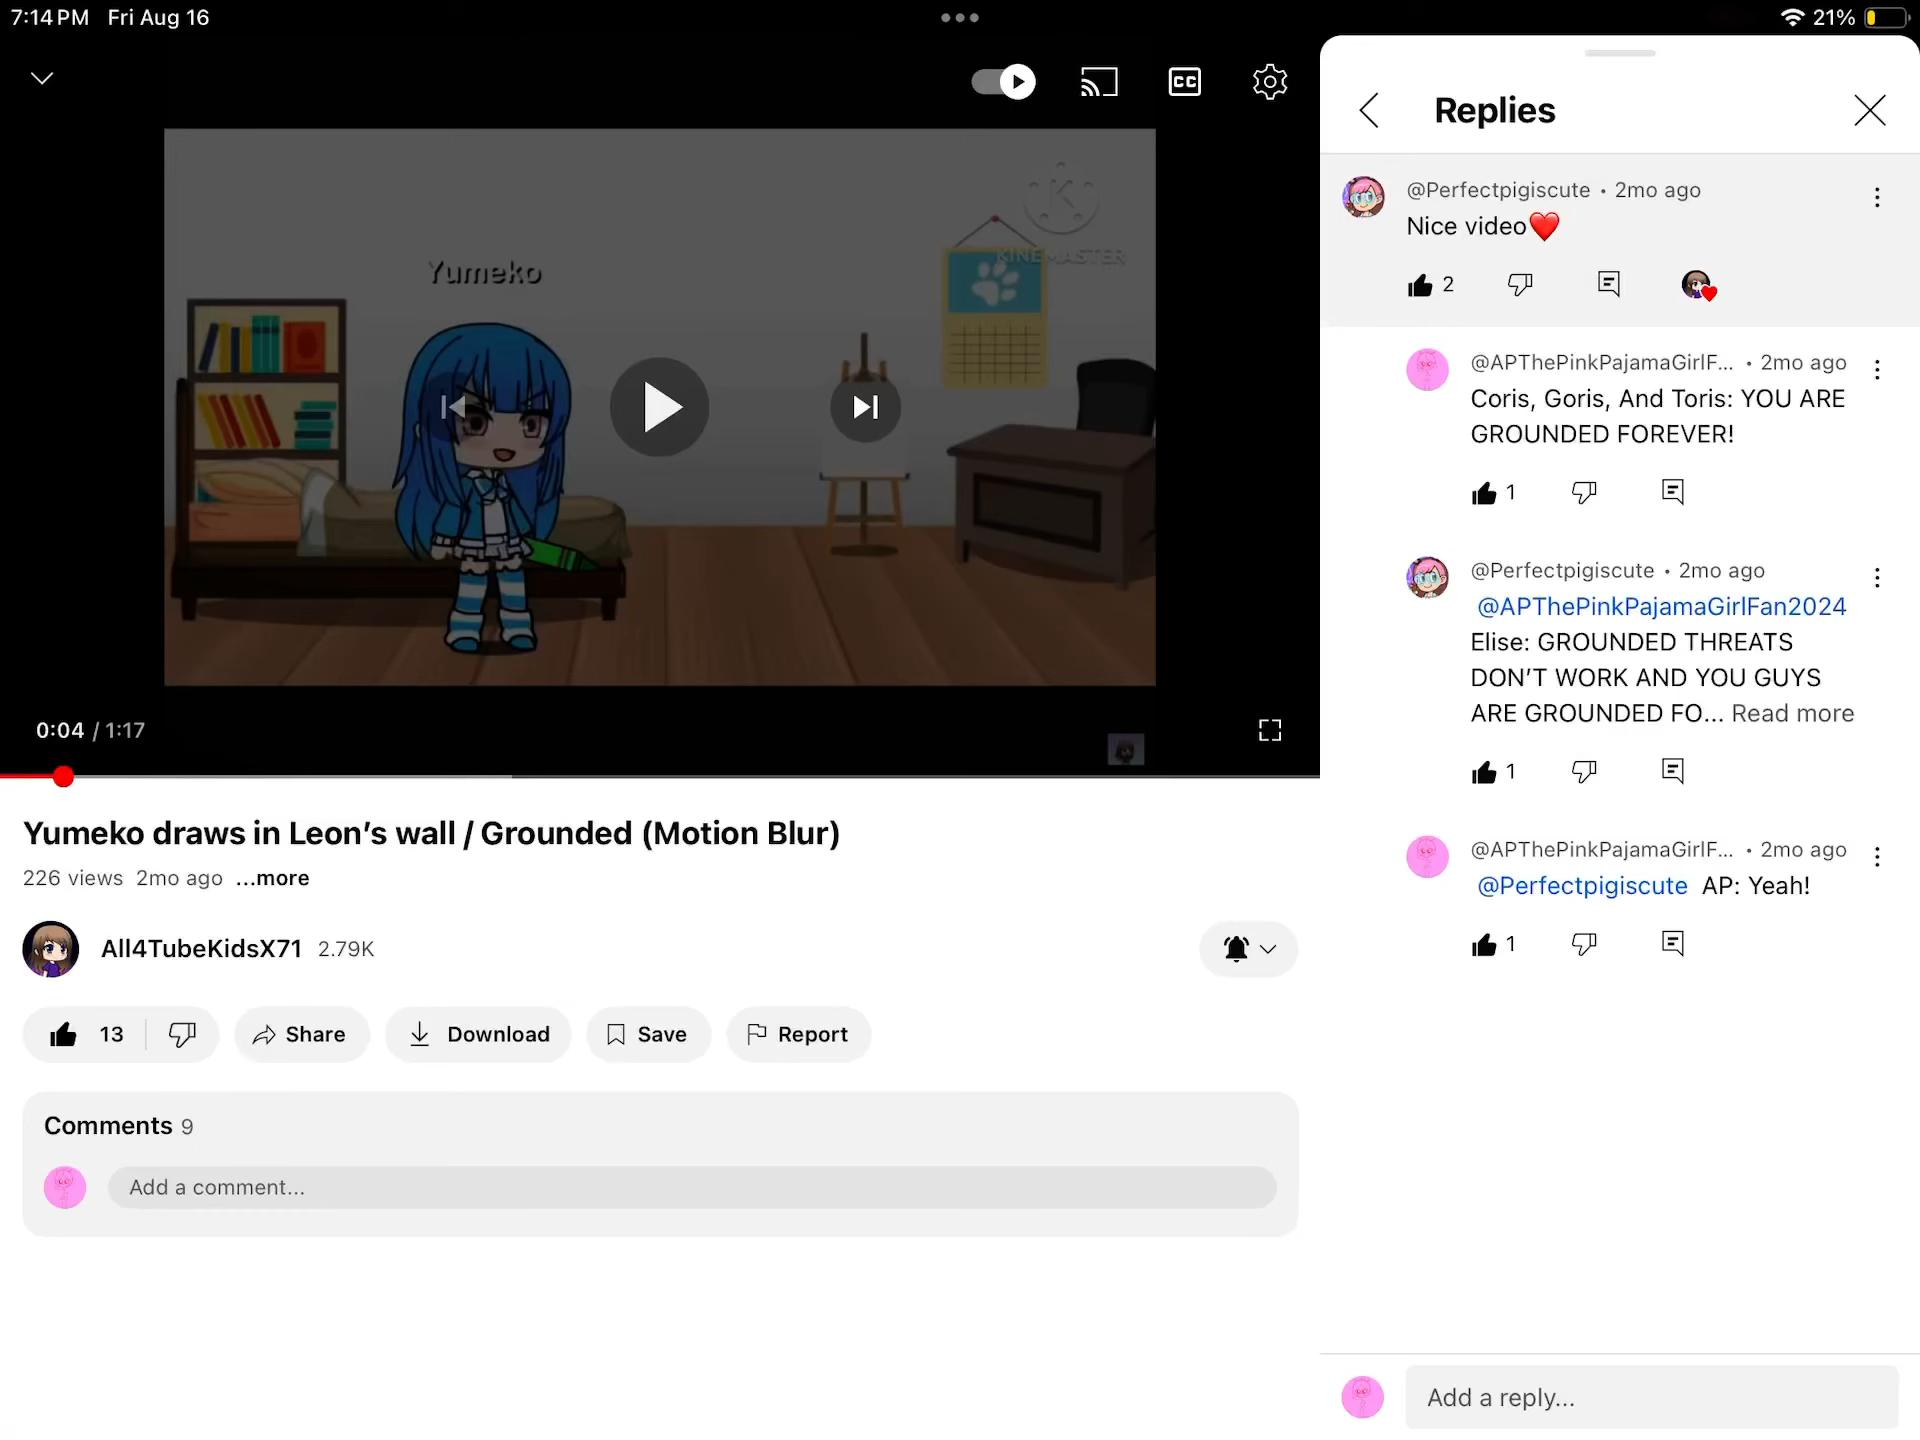 7:14 PM Fri Aug 16
21%
CC
K
KINEMASTER
Yumeko
0:04 / 1:17
Yumeko draws in Leon's wall / Grounded (Motion Blur)
226 views 2mo ago ...more
All4TubeKidsX71 2.79K
13
Share
Download
Save
Report
Comments 9
Add a comment...
Replies
@Perfectpigiscute • 2mo ago
Nice video❤️
2
@APThePinkPajamaGirlF... • 2mo ago
Coris, Goris, And Toris: YOU ARE
GROUNDED FOREVER!
1
@Perfectpigiscute • 2mo ago
@APThePinkPajamaGirlFan2024
Elise: GROUNDED THREATS
DON'T WORK AND YOU GUYS
ARE GROUNDED FO... Read more
1
@APThePinkPajamaGirlF... • 2mo ago
@Perfectpigiscute AP: Yeah!
1
Add a reply...